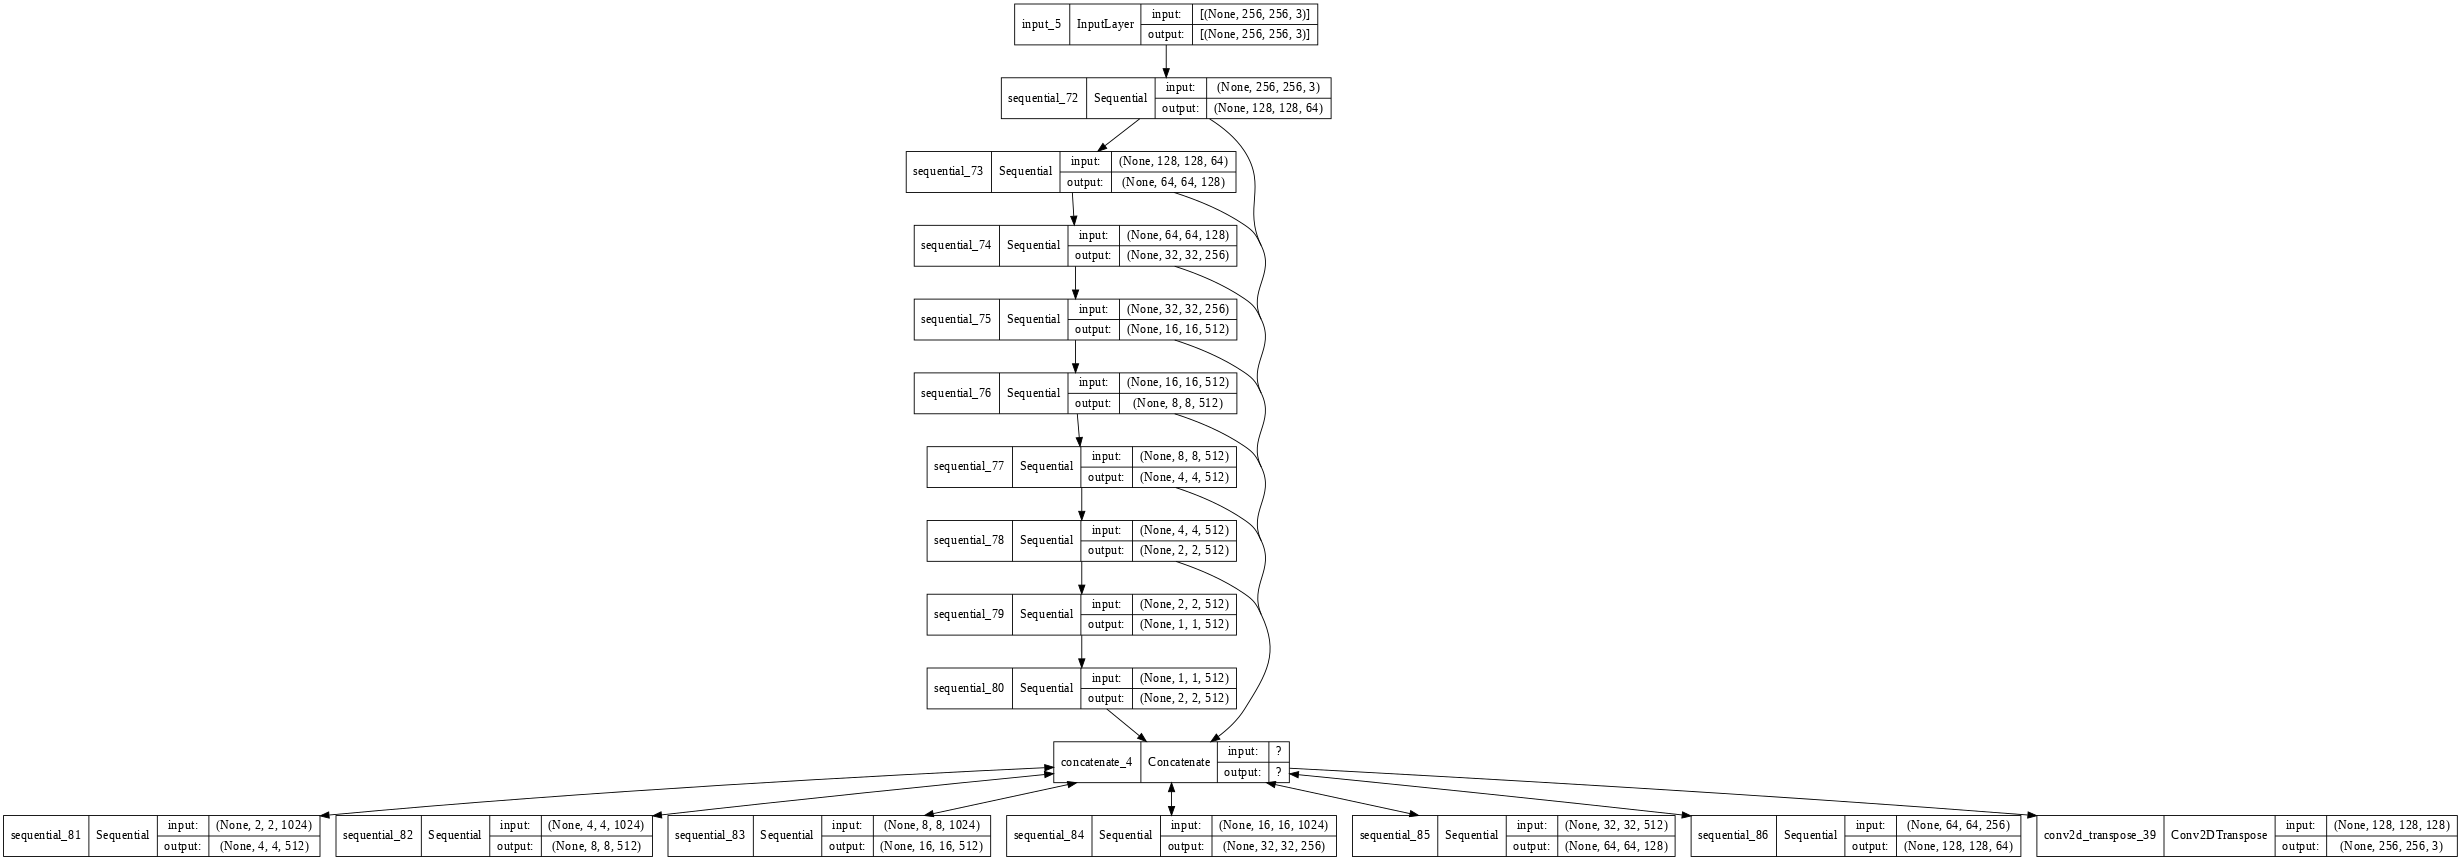 input_5 InputLayer input: [(None, 256, 256, 3)]
output: [(None, 256, 256, 3)]
sequential_72 Sequential input: (None, 256, 256, 3)
output: (None, 128, 128, 64)
sequential_73 Sequential input: (None, 128, 128, 64)
output: (None, 64, 64, 128)
sequential_74 Sequential input: (None, 64, 64, 128)
output: (None, 32, 32, 256)
sequential_75 Sequential input: (None, 32, 32, 256)
output: (None, 16, 16, 512)
sequential_76 Sequential input: (None, 16, 16, 512)
output: (None, 8, 8, 512)
sequential_77 Sequential input: (None, 8, 8, 512)
output: (None, 4, 4, 512)
sequential_78 Sequential input: (None, 4, 4, 512)
output: (None, 2, 2, 512)
sequential_79 Sequential input: (None, 2, 2, 512)
output: (None, 1, 1, 512)
sequential_80 Sequential input: (None, 1, 1, 512)
output: (None, 2, 2, 512)
concatenate_4 Concatenate input: ?
output: ?
sequential_81 Sequential input: (None, 2, 2, 1024)
output: (None, 4, 4, 512)
sequential_82 Sequential input: (None, 4, 4, 1024)
output: (None, 8, 8, 512)
sequential_83 Sequential input: (None, 8, 8, 1024)
output: (None, 16, 16, 512)
sequential_84 Sequential input: (None, 16, 16, 1024)
output: (None, 32, 32, 256)
sequential_85 Sequential input: (None, 32, 32, 512)
output: (None, 64, 64, 128)
sequential_86 Sequential input: (None, 64, 64, 256)
output: (None, 128, 128, 64)
conv2d_transpose_39 Conv2DTranspose input: (None, 128, 128, 128)
output: (None, 256, 256, 3)